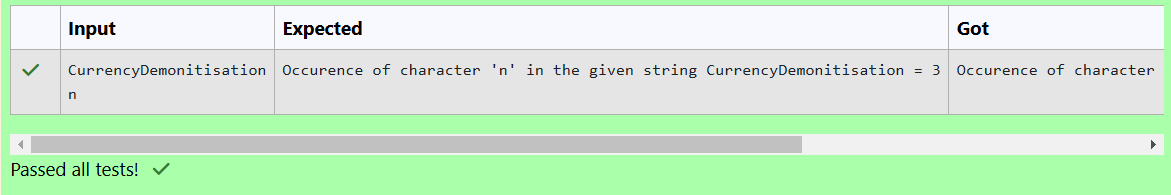 Input Expected Got
CurrencyDemonitisation Occurence of character 'n' in the given string CurrencyDemonitisation = 3 Occurence of character
n
Passed all tests!